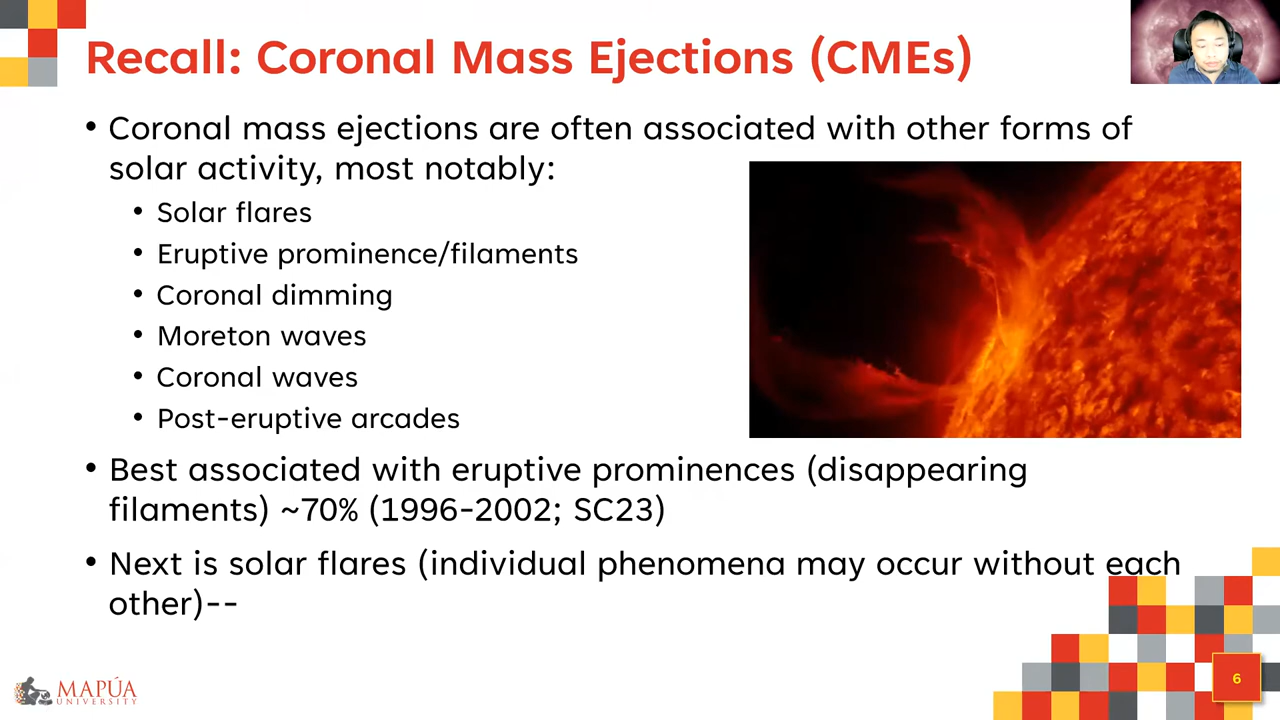 Recall: Coronal Mass Ejections (CMEs)
• Coronal mass ejections are often associated with other forms of
solar activity, most notably:
• Solar flares
• Eruptive prominence/filaments
• Coronal dimming
• Moreton waves
• Coronal waves
• Post-eruptive arcades
• Best associated with eruptive prominences (disappearing
filaments) ~70% (1996-2002; SC23)
• Next is solar flares (individual phenomena may occur without each
other)--
MAPÚA
UNIVERSITY
6